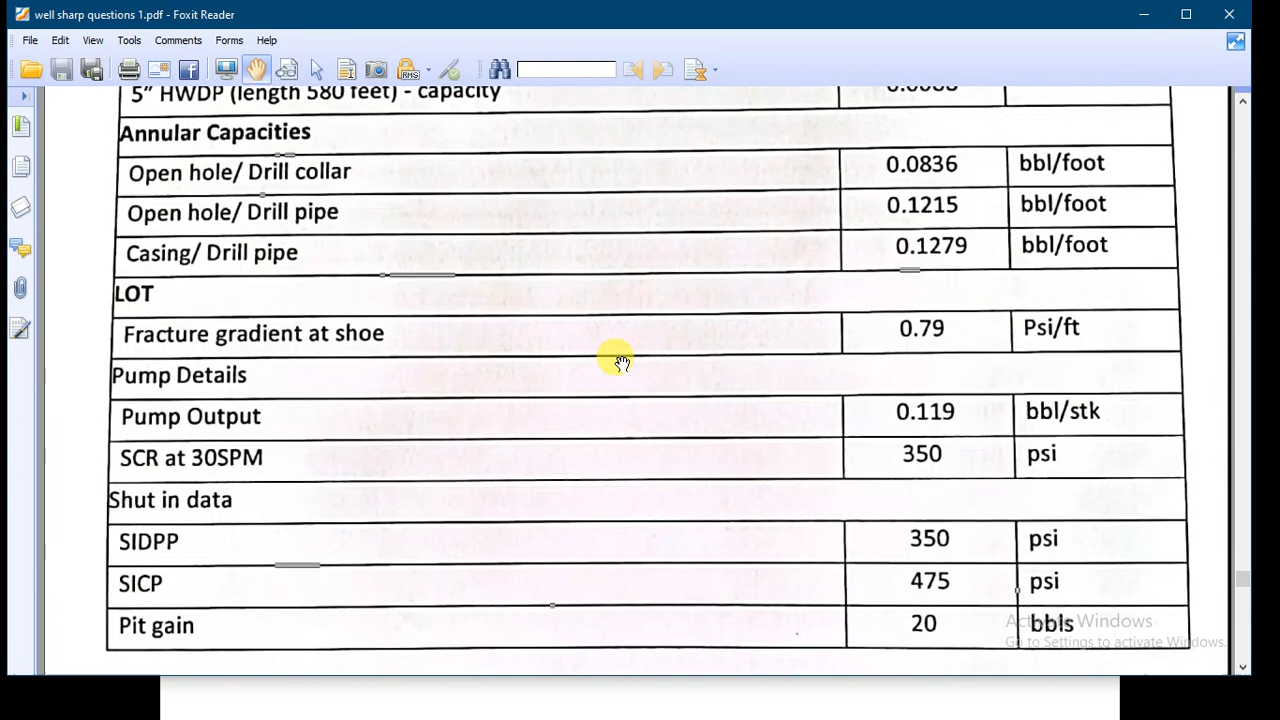 well sharp questions 1.pdf - Foxit Reader
File Edit View Tools Comments Forms Help
5" HWDP (length 580 feet) - capacity
Annular Capacities
Open hole/ Drill collar 0.0836 bbl/foot
Open hole/ Drill pipe 0.1215 bbl/foot
Casing/ Drill pipe 0.1279 bbl/foot
LOT
Fracture gradient at shoe 0.79 Psi/ft
Pump Details
Pump Output 0.119 bbl/stk
SCR at 30SPM 350 psi
Shut in data
SIDPP 350 psi
SICP 475 psi
Pit gain 20 bbls
Activate Windows
Go to Settings to activate Windows.